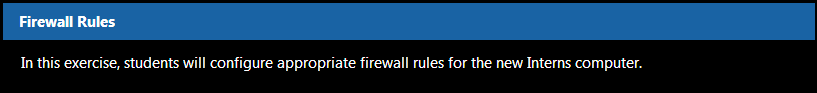 Firewall Rules
In this exercise, students will configure appropriate firewall rules for the new Interns computer.